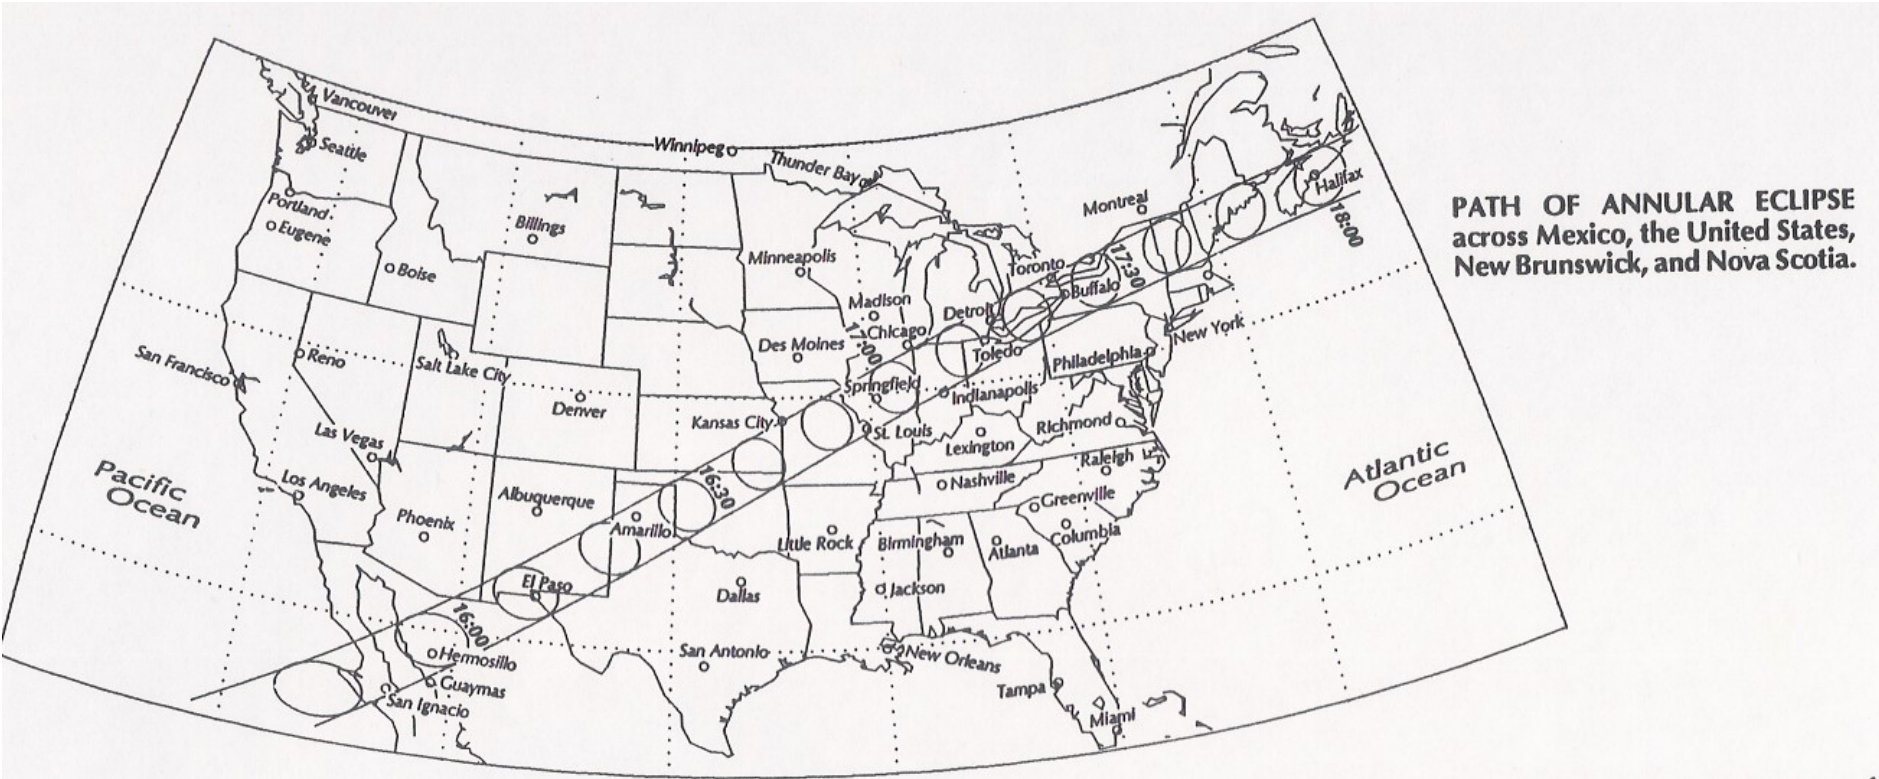 Vancouver
Seattle
Portland
Eugene
Boise
Billings
Winnipeg
Thunder Bay
Minneapolis
Madison
Chicago
Des Moines
Detroit
Toronto
Buffalo
Montreal
Halifax
18:00
17:30
17:00
16:30
16:00
San Francisco
Reno
Salt Lake City
Denver
Las Vegas
Los Angeles
Phoenix
Albuquerque
Amarillo
El Paso
Hermosillo
Guaymas
San Ignacio
Kansas City
Springfield
St. Louis
Indianapolis
Toledo
Philadelphia
New York
Richmond
Raleigh
Lexington
Nashville
Greenville
Columbia
Atlanta
Birmingham
Little Rock
Jackson
Dallas
San Antonio
New Orleans
Tampa
Miami
Pacific
Ocean
Atlantic
Ocean
PATH OF ANNULAR ECLIPSE
across Mexico, the United States,
New Brunswick, and Nova Scotia.